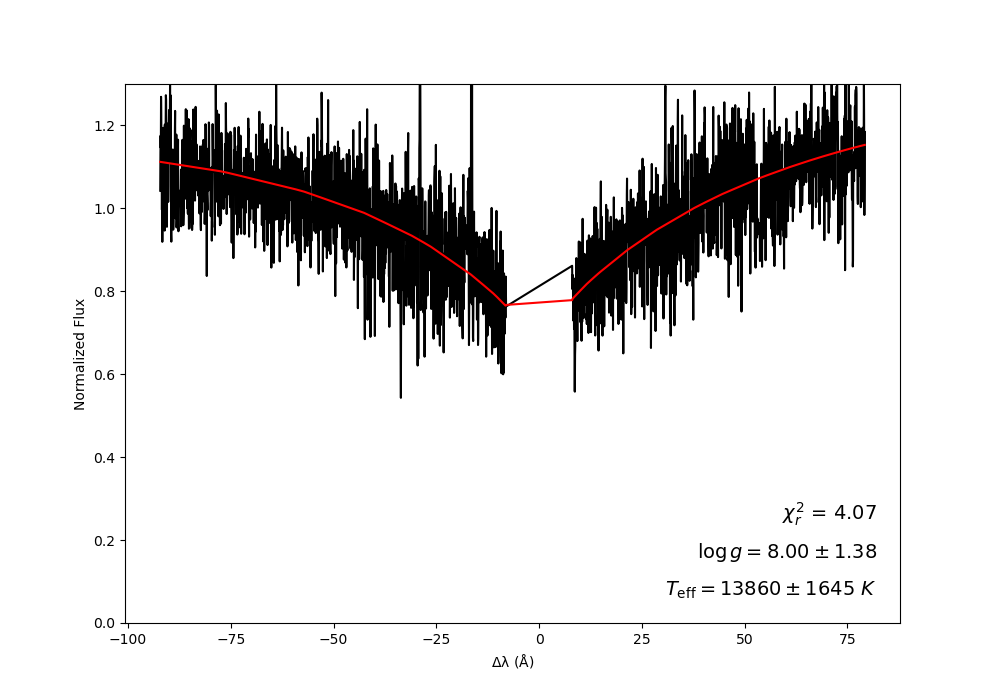 1.2
1.0
0.8
0.6
0.4
0.2
0.0
Normalized Flux
χ²ᵣ = 4.07
log g = 8.00 ± 1.38
T_eff = 13860 ± 1645 K
−100 −75 −50 −25 0 25 50 75
Δλ (Å)